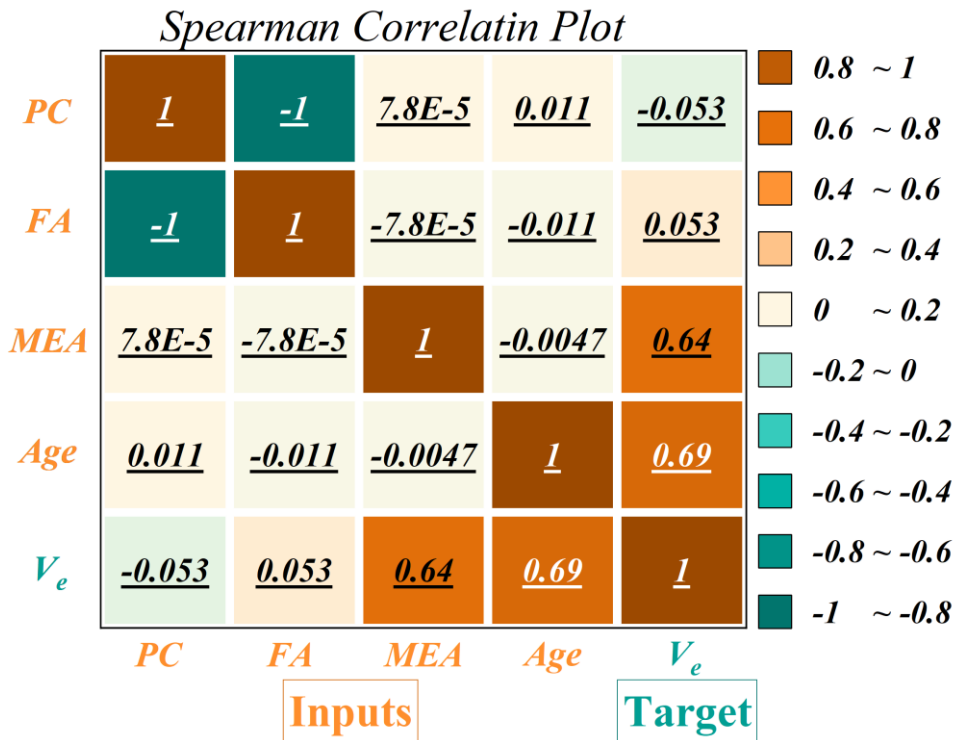 Spearman Correlatin Plot
PC 1 -1 7.8E-5 0.011 -0.053
FA -1 1 -7.8E-5 -0.011 0.053
MEA 7.8E-5 -7.8E-5 1 -0.0047 0.64
Age 0.011 -0.011 -0.0047 1 0.69
Ve -0.053 0.053 0.64 0.69 1
PC FA MEA Age Ve
Inputs Target
0.8 ~ 1
0.6 ~ 0.8
0.4 ~ 0.6
0.2 ~ 0.4
0 ~ 0.2
-0.2 ~ 0
-0.4 ~ -0.2
-0.6 ~ -0.4
-0.8 ~ -0.6
-1 ~ -0.8